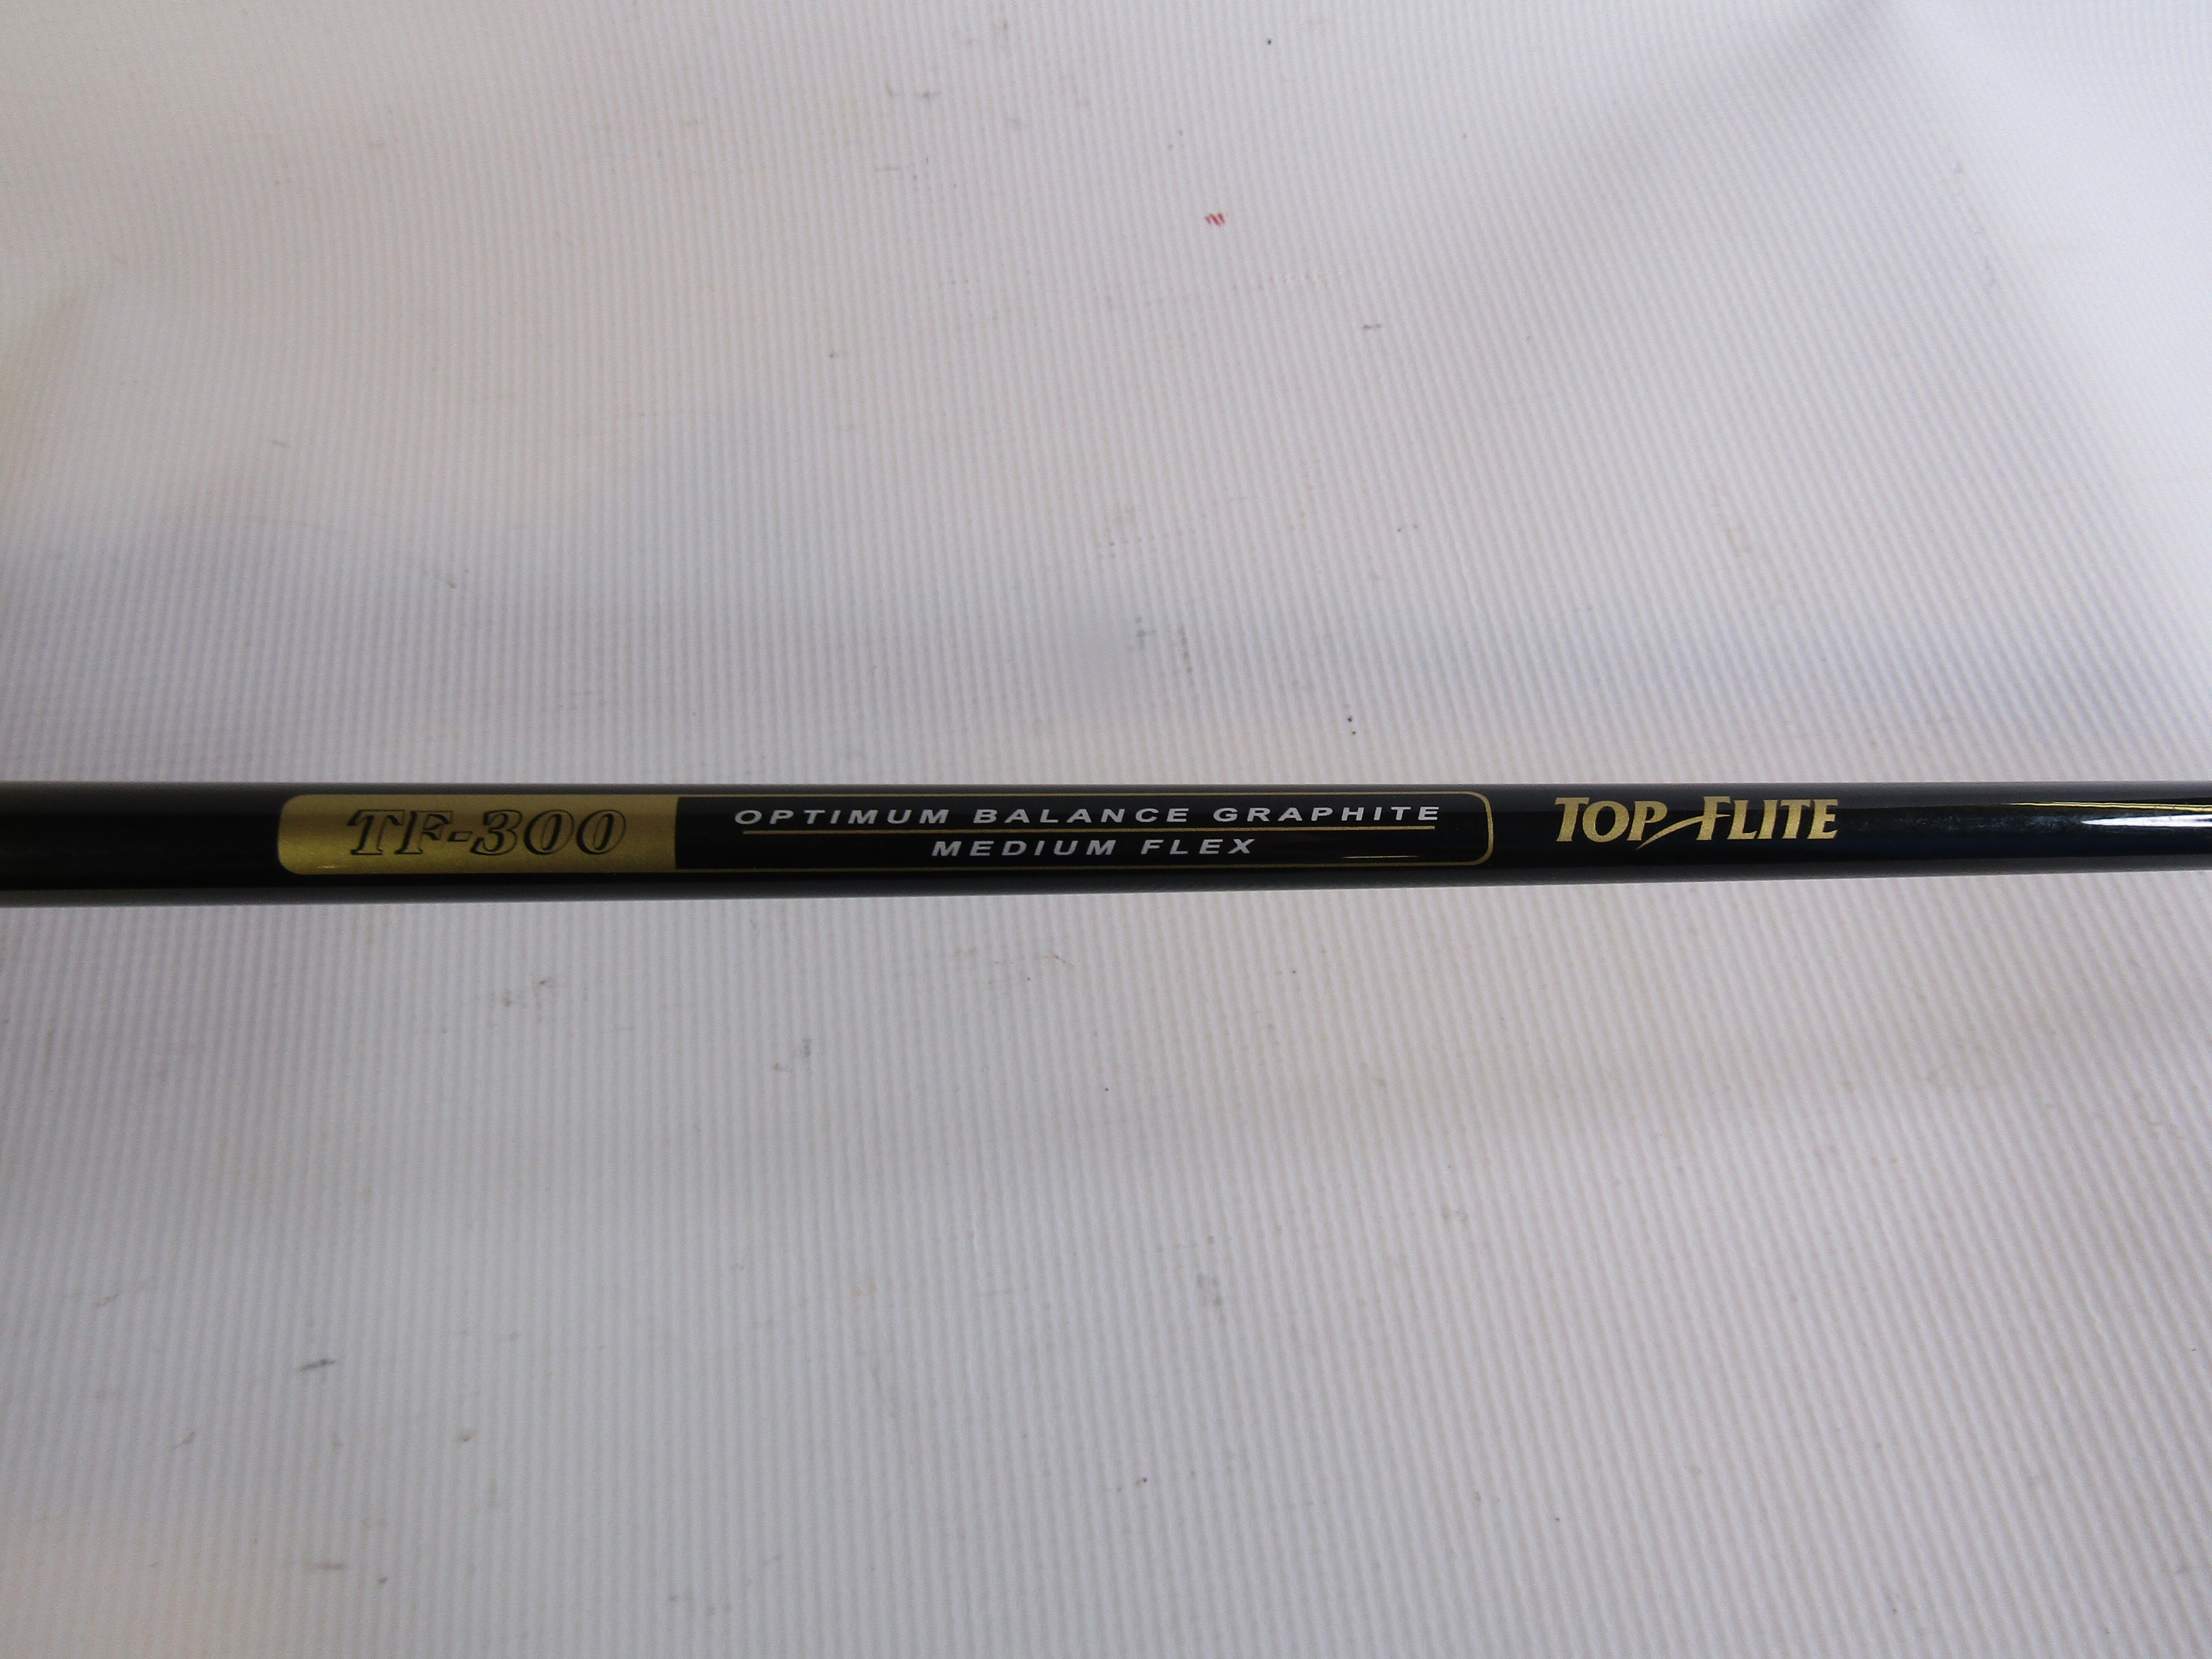 TF-300
OPTIMUM BALANCE GRAPHITE
MEDIUM FLEX
TOP FLITE